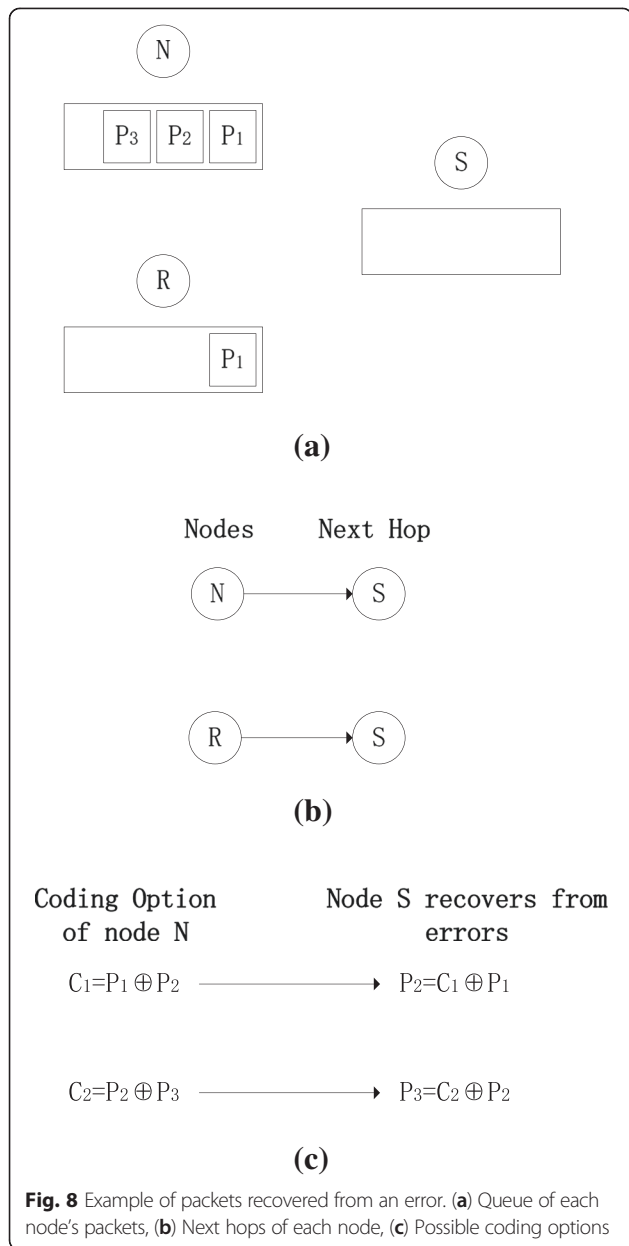 N
P3 P2 P1
S
R
P1
(a)
Nodes Next Hop
N S
R S
(b)
Coding Option of node N
Node S recovers from errors
C1=P1⊕P2 P2=C1⊕P1
C2=P2⊕P3 P3=C2⊕P2
(c)
Fig. 8 Example of packets recovered from an error. (a) Queue of each
node's packets, (b) Next hops of each node, (c) Possible coding options